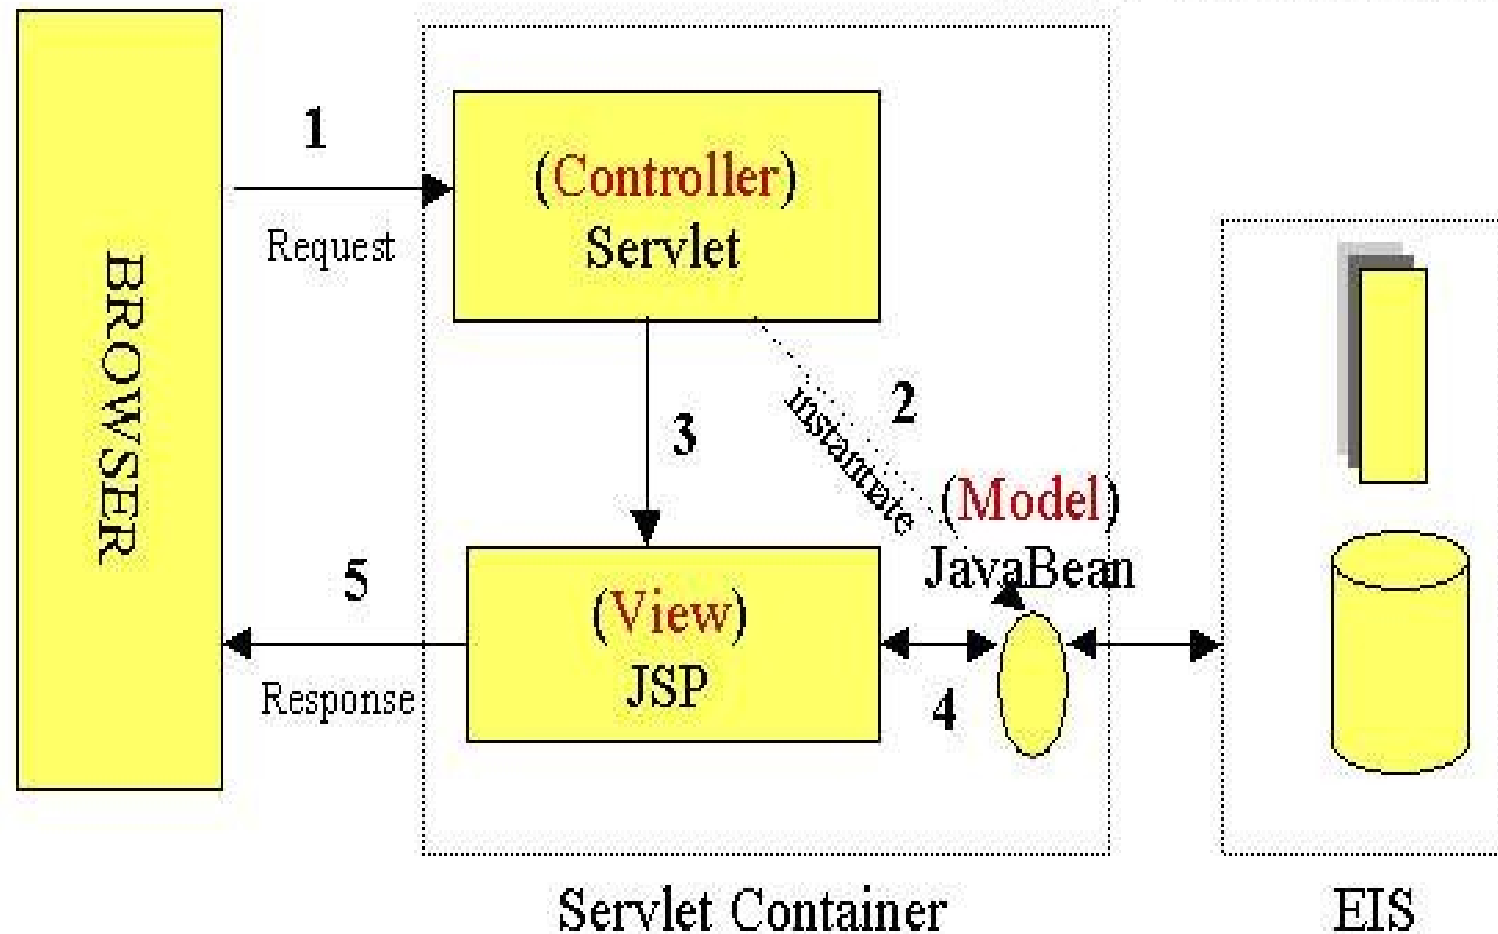 BROWSER
1
Request
(Controller)
Servlet
2
instantiate
3
(Model)
JavaBean
(View)
JSP
4
5
Response
Servlet Container
EIS